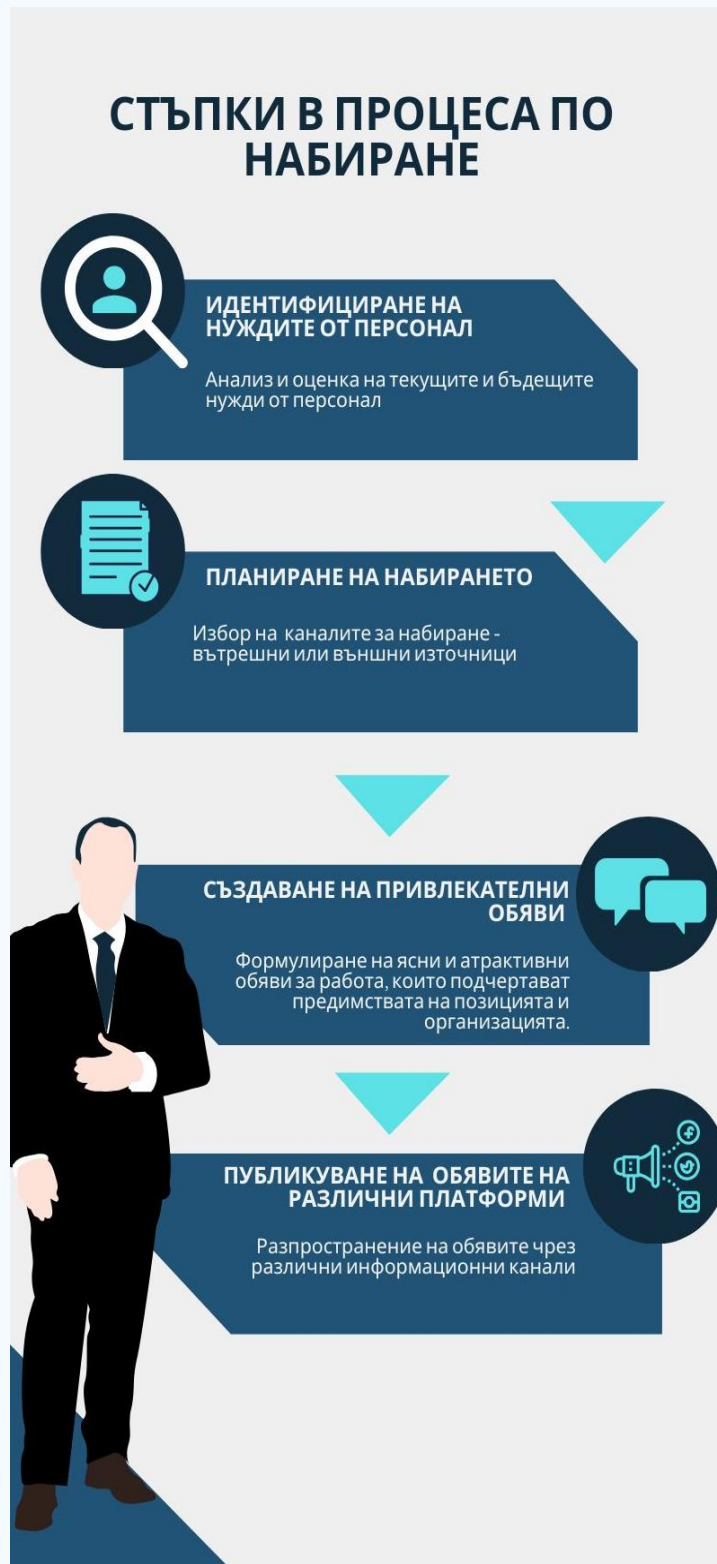 СТЪПКИ В ПРОЦЕСА ПО
НАБИРАНЕ
ИДЕНТИФИЦИРАНЕ НА
НУЖДИТЕ ОТ ПЕРСОНАЛ
Анализ и оценка на текущите и бъдещите
нужди от персонал
ПЛАНИРАНЕ НА НАБИРАНЕТО
Избор на каналите за набиране -
вътрешни или външни източници
СЪЗДАВАНЕ НА ПРИВЛЕКАТЕЛНИ
ОБЯВИ
Формулиране на ясни и атрактивни
обяви за работа, които подчертават
предимствата на позицията и
организацията.
ПУБЛИКУВАНЕ НА ОБЯВИТЕ НА
РАЗЛИЧНИ ПЛАТФОРМИ
Разпространение на обявите чрез
различни информационни канали